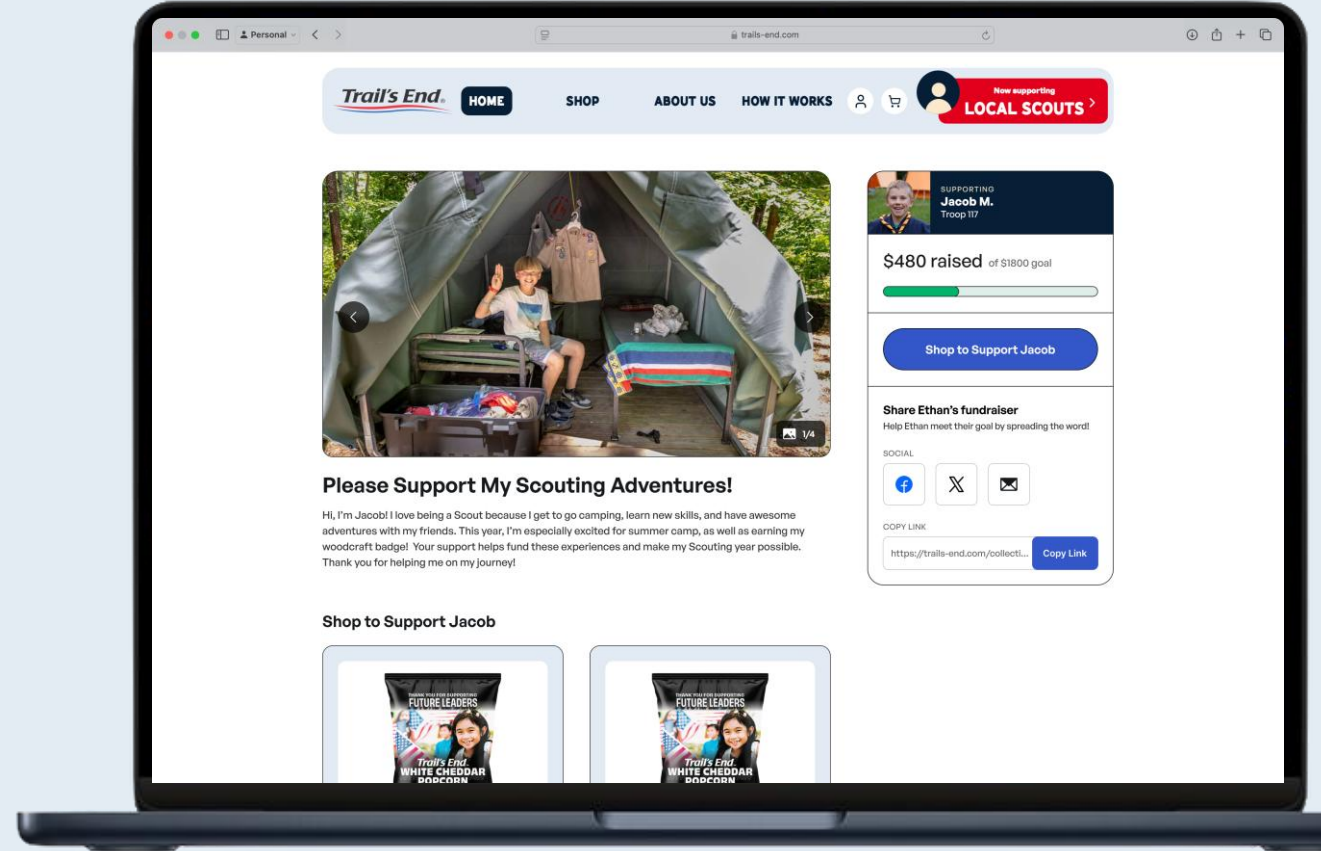 Personal
trails-end.com
Trail's End®
HOME
SHOP
ABOUT US
HOW IT WORKS
Now supporting
LOCAL SCOUTS
1/4
SUPPORTING
Jacob M.
Troop 117
$480 raised of $1800 goal
Shop to Support Jacob
Share Ethan's fundraiser
Help Ethan meet their goal by spreading the word!
SOCIAL
COPY LINK
https://trails-end.com/collecti...
Copy Link
Please Support My Scouting Adventures!
Hi, I'm Jacob! I love being a Scout because I get to go camping, learn new skills, and have awesome
adventures with my friends. This year, I'm especially excited for summer camp, as well as earning my
woodcraft badge! Your support helps fund these experiences and make my Scouting year possible.
Thank you for helping me on my journey!
Shop to Support Jacob
THANK YOU FOR SUPPORTING
FUTURE LEADERS
Trail's End.
WHITE CHEDDAR
POPCORN
THANK YOU FOR SUPPORTING
FUTURE LEADERS
Trail's End.
WHITE CHEDDAR
POPCORN